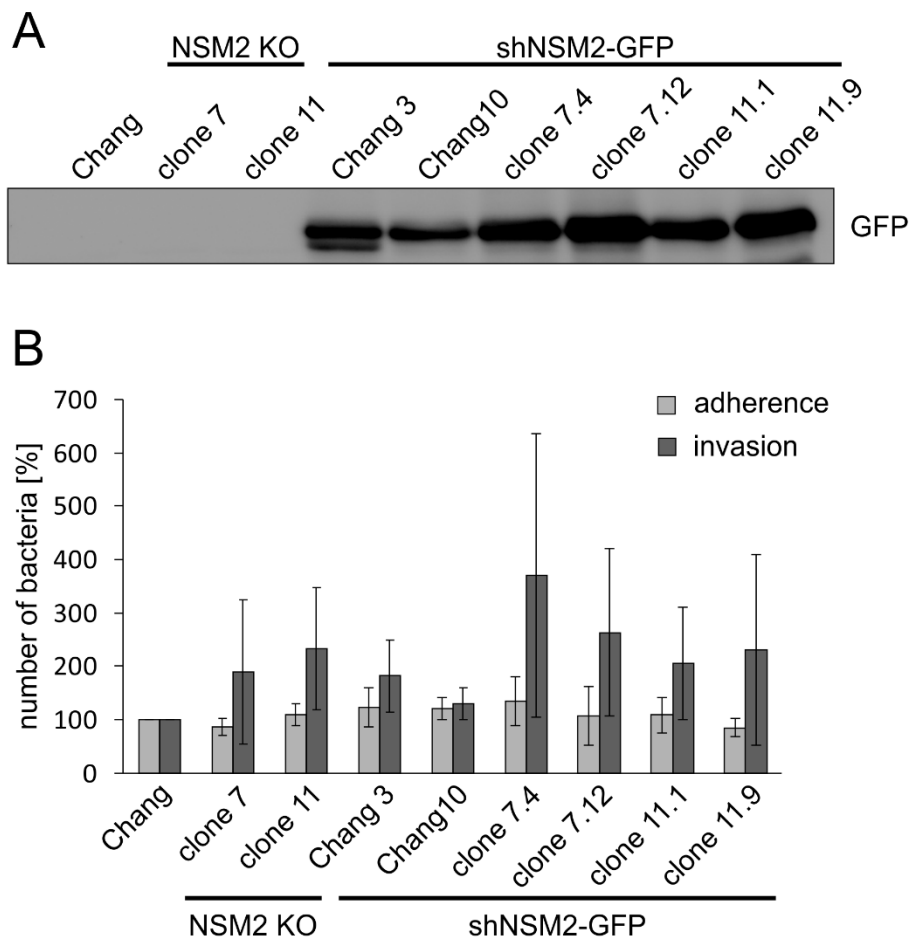 A
NSM2 KO
shNSM2-GFP
Chang
clone 7
clone 11
Chang 3
Chang10
clone 7.4
clone 7.12
clone 11.1
clone 11.9
GFP
B
number of bacteria [%]
700
600
500
400
300
200
100
0
adherence
invasion
Chang
clone 7
clone 11
Chang 3
Chang10
clone 7.4
clone 7.12
clone 11.1
clone 11.9
NSM2 KO
shNSM2-GFP